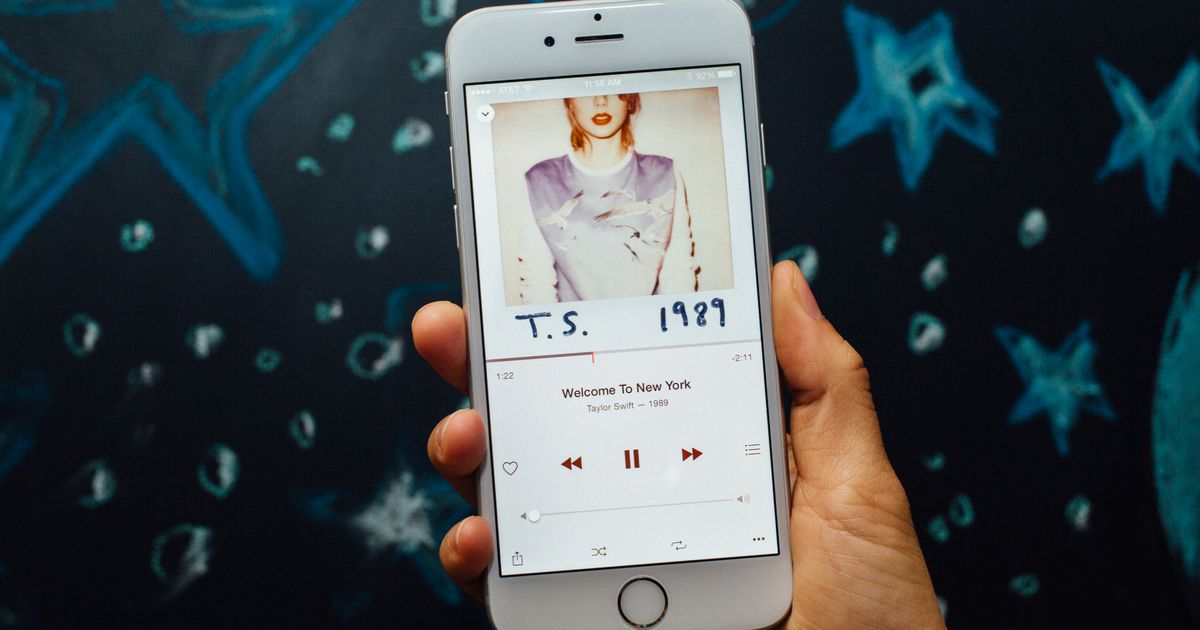 AT&T 11:56 AM 92%
T.S. 1989
1:22 -2:11
Welcome To New York
Taylor Swift — 1989